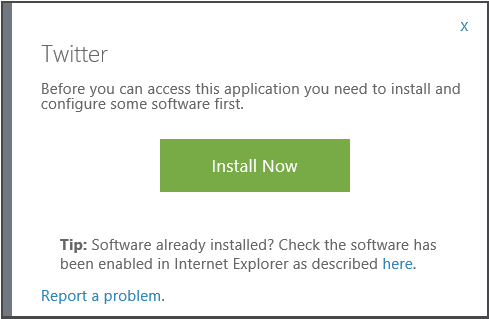 x
Twitter
Before you can access this application you need to install and
configure some software first.
Install Now
Tip: Software already installed? Check the software has
been enabled in Internet Explorer as described here.
Report a problem.